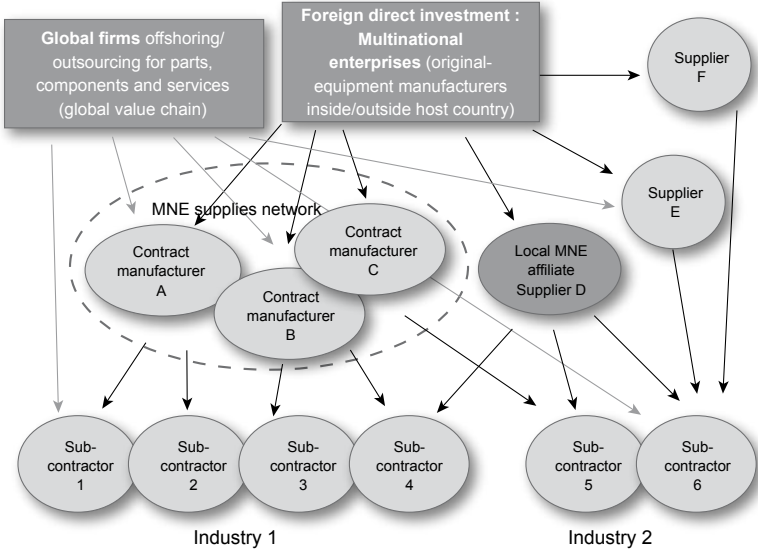 Global firms offshoring/
outsourcing for parts,
components and services
(global value chain)
Foreign direct investment :
Multinational
enterprises (original-
equipment manufacturers
inside/outside host country)
Supplier
F
Supplier
E
MNE supplies network
Contract
manufacturer
A
Contract
manufacturer
B
Contract
manufacturer
C
Local MNE
affiliate
Supplier D
Sub-
contractor
1
Sub-
contractor
2
Sub-
contractor
3
Sub-
contractor
4
Sub-
contractor
5
Sub-
contractor
6
Industry 1
Industry 2